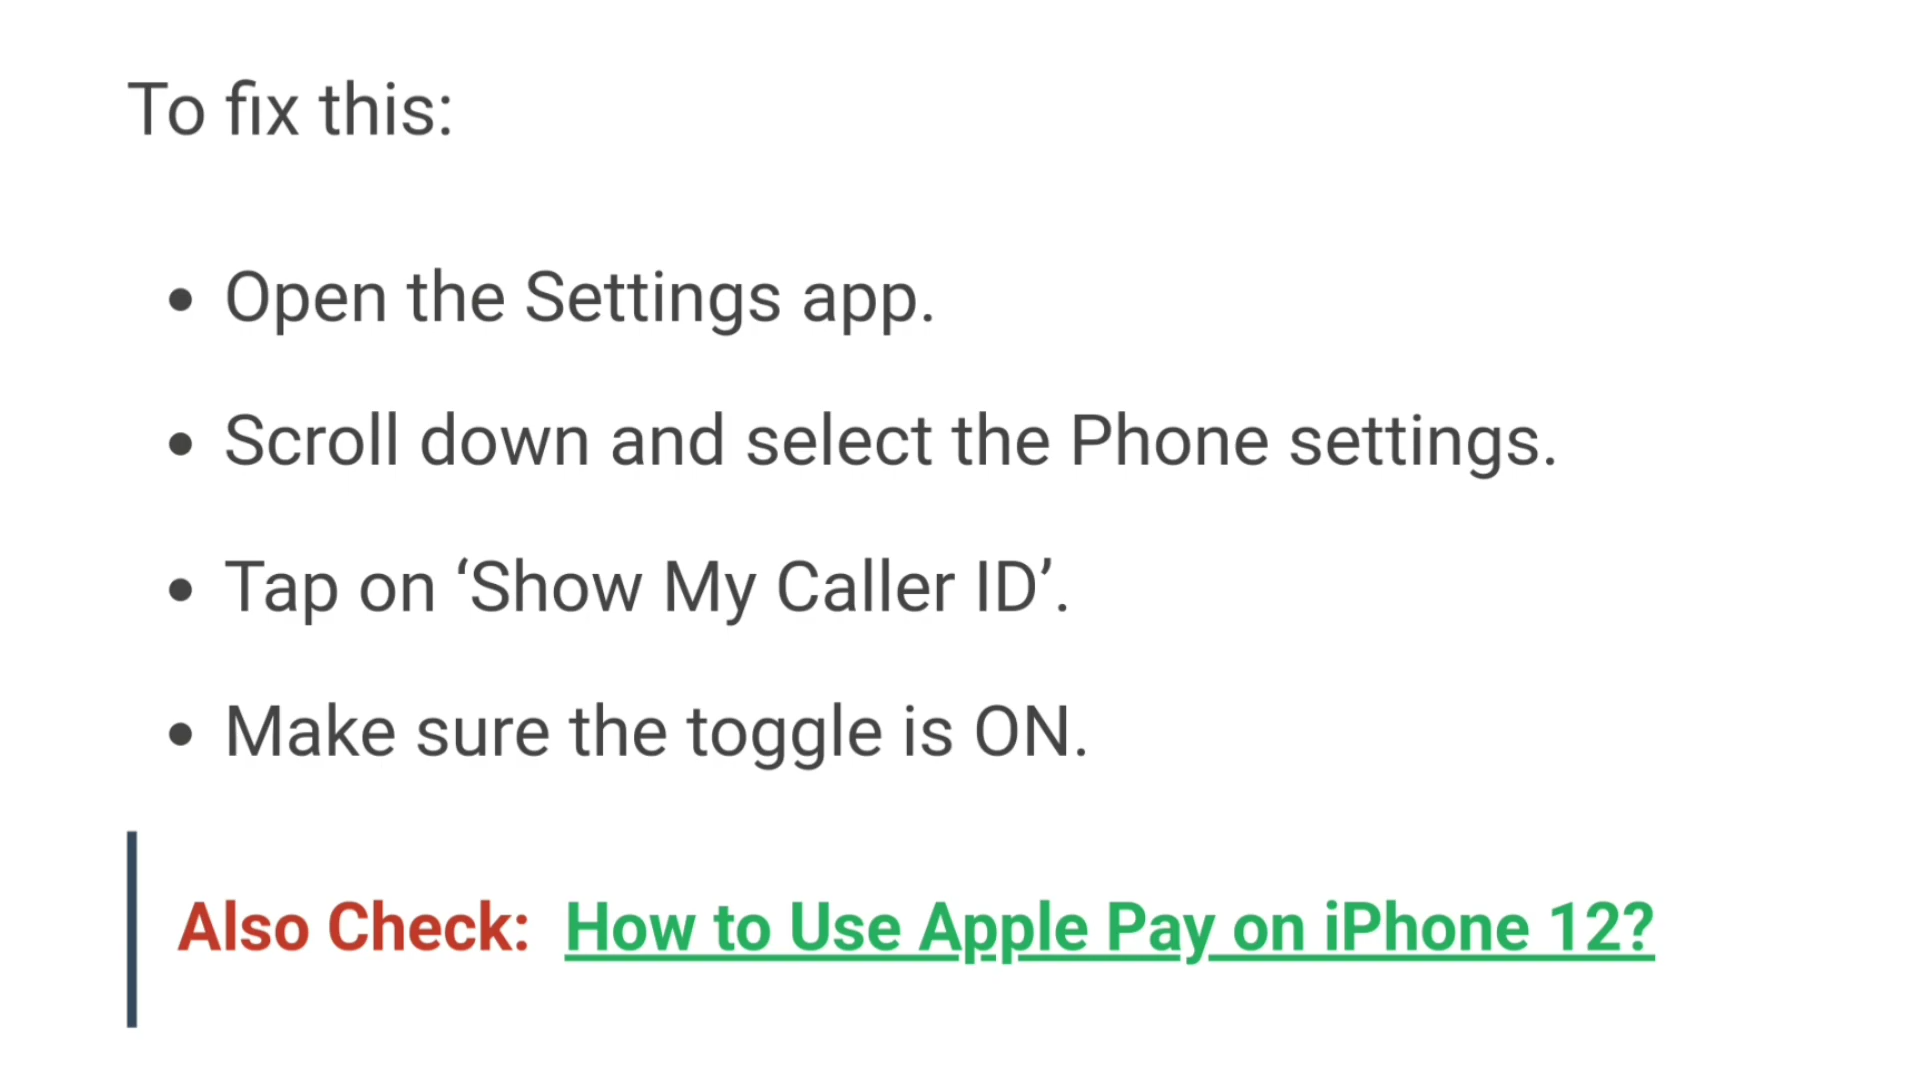 To fix this:
• Open the Settings app.
• Scroll down and select the Phone settings.
• Tap on ‘Show My Caller ID’.
• Make sure the toggle is ON.
Also Check: How to Use Apple Pay on iPhone 12?